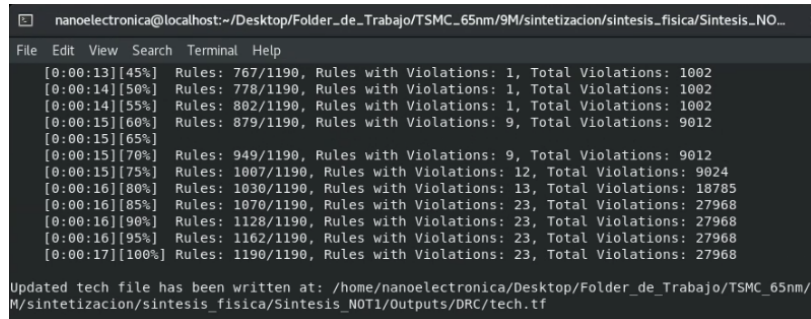 nanoelectronica@localhost:~/Desktop/Folder_de_Trabajo/TSMC_65nm/9M/sintetizacion/sintesis_fisica/Sintesis_NO...
File Edit View Search Terminal Help
[0:00:13][45%] Rules: 767/1190, Rules with Violations: 1, Total Violations: 1002
[0:00:14][50%] Rules: 778/1190, Rules with Violations: 1, Total Violations: 1002
[0:00:14][55%] Rules: 802/1190, Rules with Violations: 1, Total Violations: 1002
[0:00:15][60%] Rules: 879/1190, Rules with Violations: 9, Total Violations: 9012
[0:00:15][65%]
[0:00:15][70%] Rules: 949/1190, Rules with Violations: 9, Total Violations: 9012
[0:00:15][75%] Rules: 1007/1190, Rules with Violations: 12, Total Violations: 9024
[0:00:16][80%] Rules: 1030/1190, Rules with Violations: 13, Total Violations: 18785
[0:00:16][85%] Rules: 1070/1190, Rules with Violations: 23, Total Violations: 27968
[0:00:16][90%] Rules: 1128/1190, Rules with Violations: 23, Total Violations: 27968
[0:00:16][95%] Rules: 1162/1190, Rules with Violations: 23, Total Violations: 27968
[0:00:17][100%] Rules: 1190/1190, Rules with Violations: 23, Total Violations: 27968
Updated tech file has been written at: /home/nanoelectronica/Desktop/Folder_de_Trabajo/TSMC_65nm/
M/sintetizacion/sintesis_fisica/Sintesis_NOT1/Outputs/DRC/tech.tf